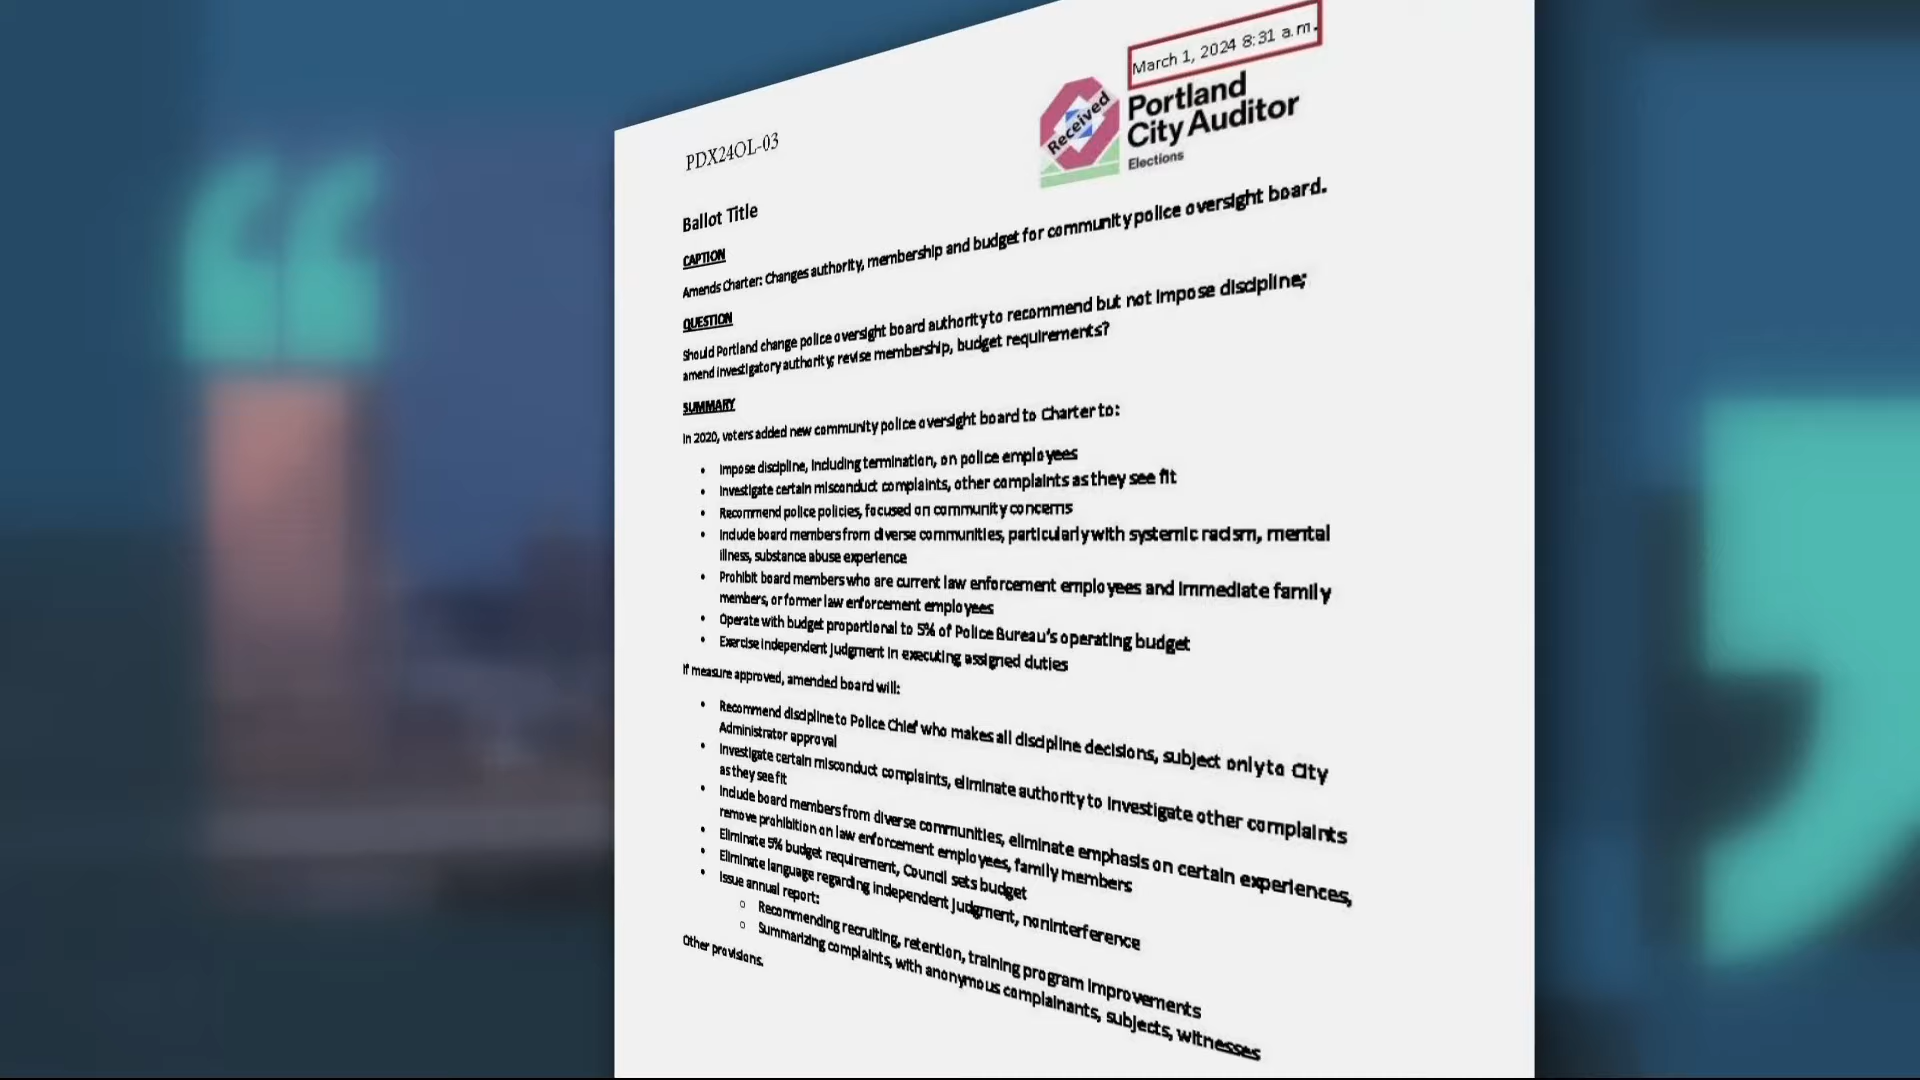 March 1, 2024 8:31 a.m.
Received
Portland
City Auditor
Elections
PDX24OL-03
Ballot Title
CAPTION
Amends Charter: Changes authority, membership and budget for community police oversight board.
QUESTION
Should Portland change police oversight board authority to recommend but not impose discipline;
amend investigatory authority; revise membership, budget requirements?
SUMMARY
In 2020, voters added new community police oversight board to Charter to:
• Impose discipline, including termination, on police employees
• Investigate certain misconduct complaints, other complaints as they see fit
• Recommend police policies, focused on community concerns
• Include board members from diverse communities, particularly with systemic racism, mental
illness, substance abuse experience
• Prohibit board members who are current law enforcement employees and immediate family
members, or former law enforcement employees
• Operate with budget proportional to 5% of Police Bureau's operating budget
• Exercise independent judgment in executing assigned duties
If measure approved, amended board will:
• Recommend discipline to Police Chief who makes all discipline decisions, subject only to City
Administrator approval
• Investigate certain misconduct complaints, eliminate authority to investigate other complaints
as they see fit
• Include board members from diverse communities, eliminate emphasis on certain experiences,
remove prohibition on law enforcement employees, family members
• Eliminate 5% budget requirement, Council sets budget
• Eliminate language regarding independent judgment, noninterference
• Issue annual report:
○ Recommending recruiting, retention, training program improvements
○ Summarizing complaints, with anonymous complainants, subjects, witnesses
Other provisions.